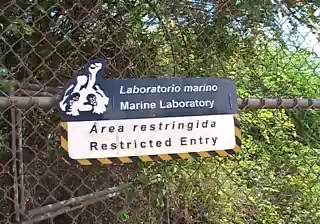 Laboratorio marino
Marine Laboratory
Área restringida
Restricted Entry